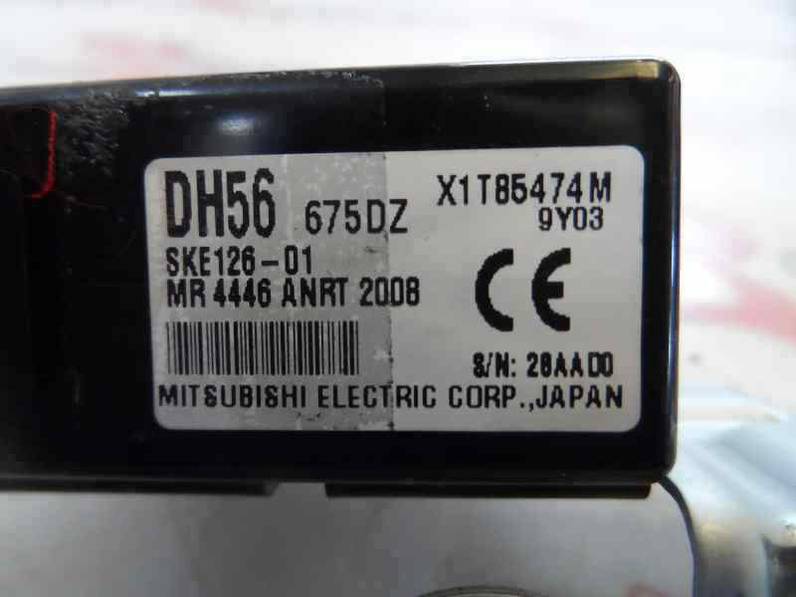 DH56 675DZ X1T85474M
9Y03
SKE126-01
MR 4446 ANRT 2008
CE
S/N: 28AAD0
MITSUBISHI ELECTRIC CORP.,JAPAN